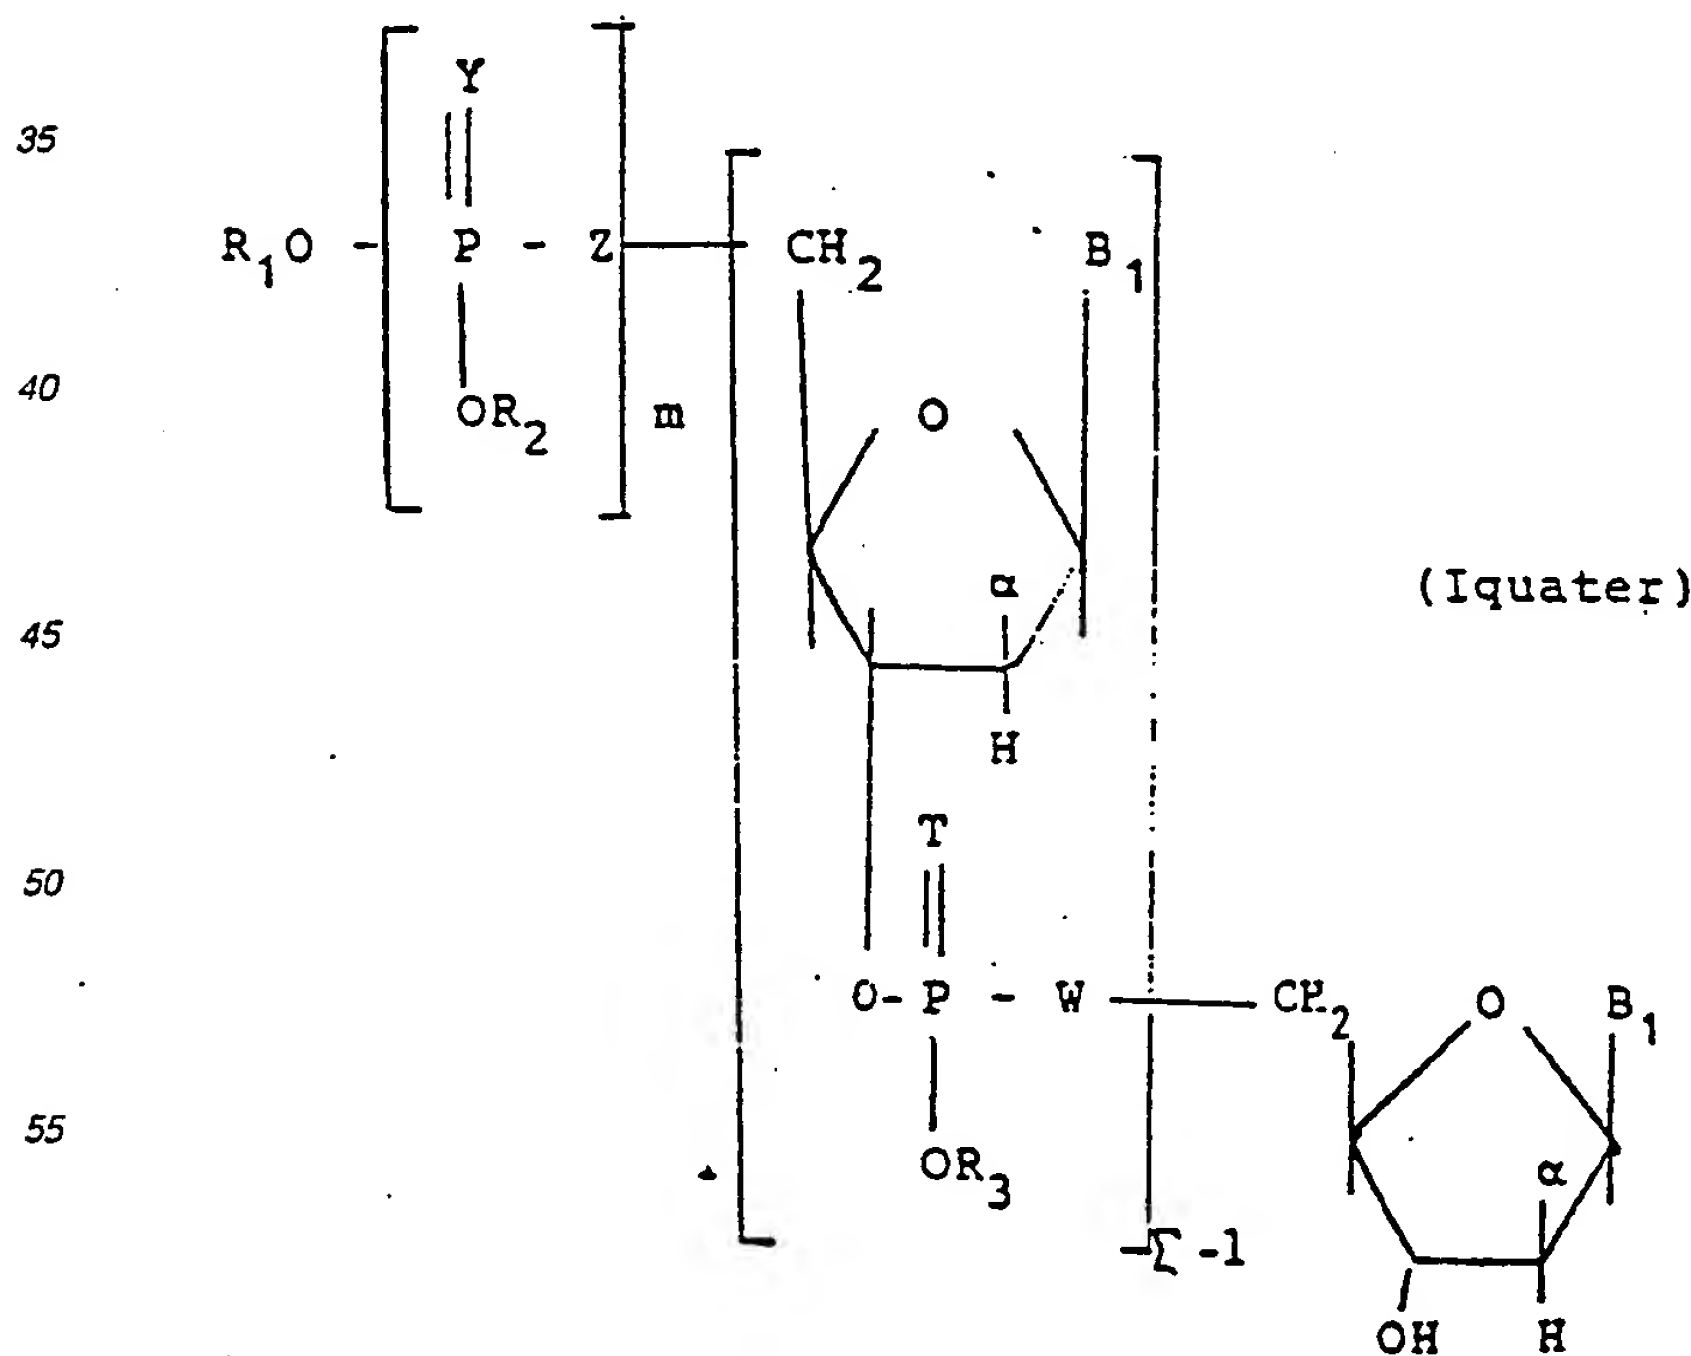 Y
35
R1O - P - Z CH2 B1
40
OR2 m O
α
(Iquater)
45
H
T
50
O- P - W CH2 O B1
55
OR3 α
Σ -1
OH H